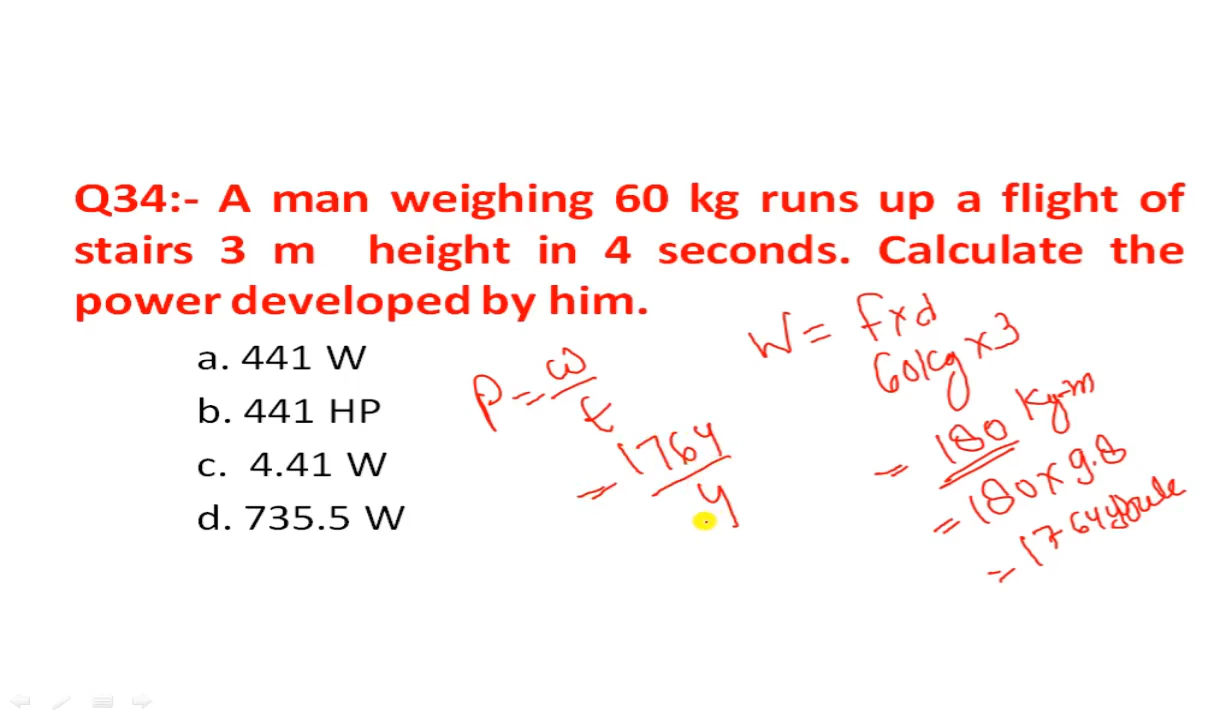 Q34:- A man weighing 60 kg runs up a flight of
stairs 3 m height in 4 seconds. Calculate the
power developed by him.
a. 441 W
b. 441 HP
c. 4.41 W
d. 735.5 W
P = w/t
= 1764/4
W = f x d
60kg x 3
= 180 kg-m
= 180 x 9.8
= 1764 Joule